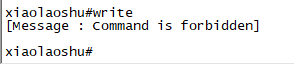 xiaolaoshu#write
[Message : Command is forbidden]
xiaolaoshu#